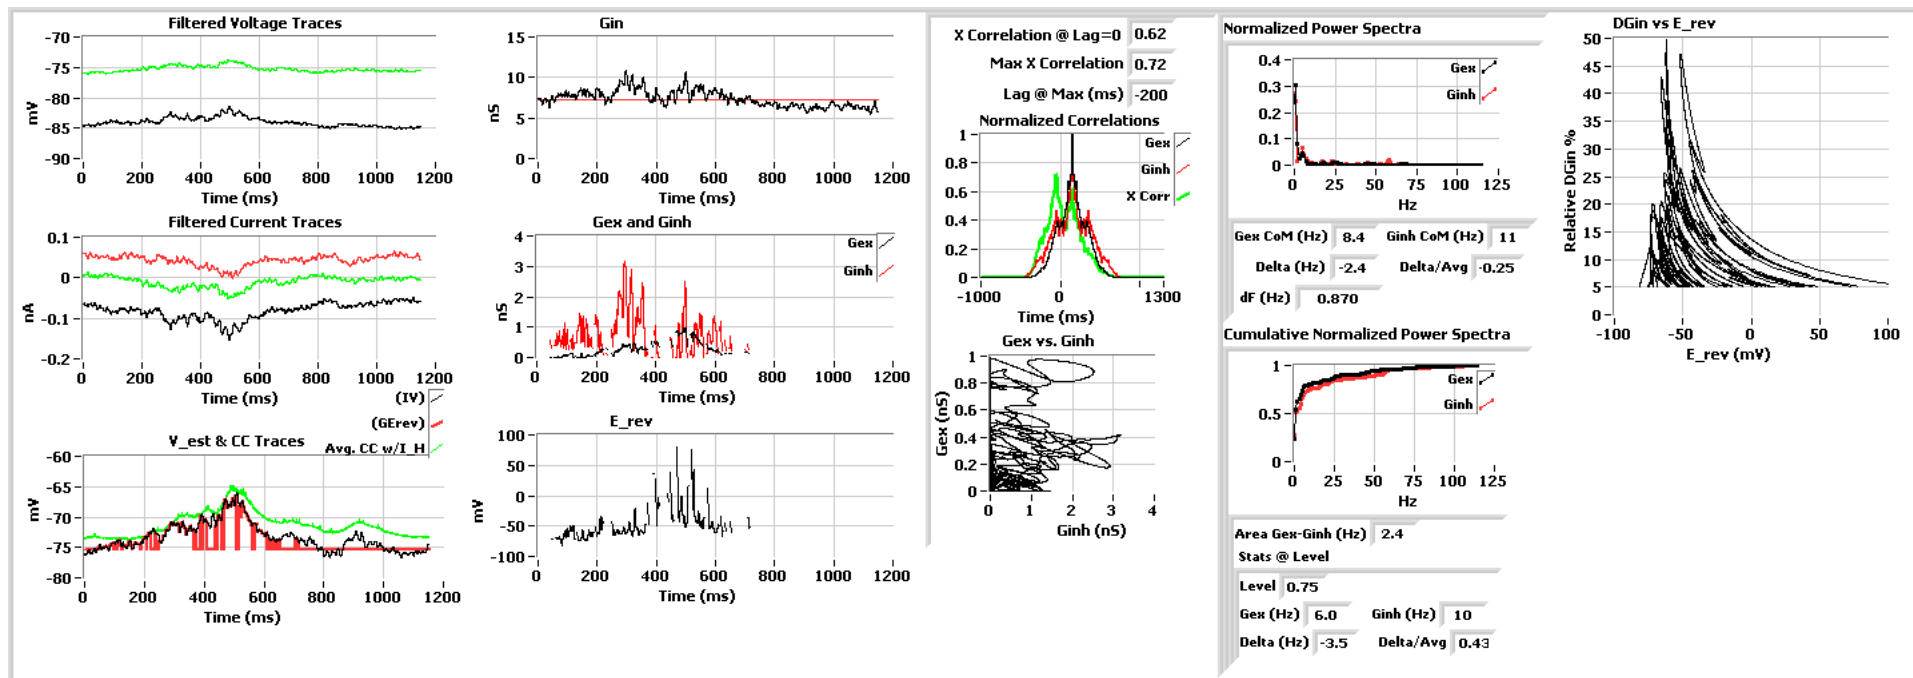 Filtered Voltage Traces
-70
-75
-80
-85
-90
mV
0 200 400 600 800 1000 1200
Time (ms)
Filtered Current Traces
0.1
0
-0.1
-0.2
nA
0 200 400 600 800 1000 1200
Time (ms)
(IV)
(GErev)
Avg. CC w/I_H
V_est & CC Traces
-60
-65
-70
-75
-80
mV
0 200 400 600 800 1000 1200
Time (ms)
Gin
15
10
5
0
nS
0 200 400 600 800 1000 1200
Time (ms)
Gex and Ginh
Gex
Ginh
4
3
2
1
0
nS
0 200 400 600 800 1000 1200
Time (ms)
E_rev
100
50
0
-50
-100
mV
0 200 400 600 800 1000 1200
Time (ms)
X Correlation @ Lag=0 0.62
Max X Correlation 0.72
Lag @ Max (ms) -200
Normalized Correlations
Gex
Ginh
X Corr
1
0.8
0.6
0.4
0.2
0
-1000 0 1300
Time (ms)
Gex vs. Ginh
1
0.8
0.6
0.4
0.2
0
Gex (nS)
0 1 2 3 4
Ginh (nS)
Normalized Power Spectra
Gex
Ginh
0.4
0.3
0.2
0.1
0
0 25 50 75 100 125
Hz
Gex CoM (Hz) 8.4 Ginh CoM (Hz) 11
Delta (Hz) -2.4 Delta/Avg -0.25
dF (Hz) 0.870
Cumulative Normalized Power Spectra
Gex
Ginh
1
0.5
0
0 25 50 75 100 125
Hz
Area Gex-Ginh (Hz) 2.4
Stats @ Level
Level 0.75
Gex (Hz) 6.0 Ginh (Hz) 10
Delta (Hz) -3.5 Delta/Avg 0.43
DGin vs E_rev
50
45
40
35
30
25
20
15
10
5
0
Relative DGin %
-100 -50 0 50 100
E_rev (mV)